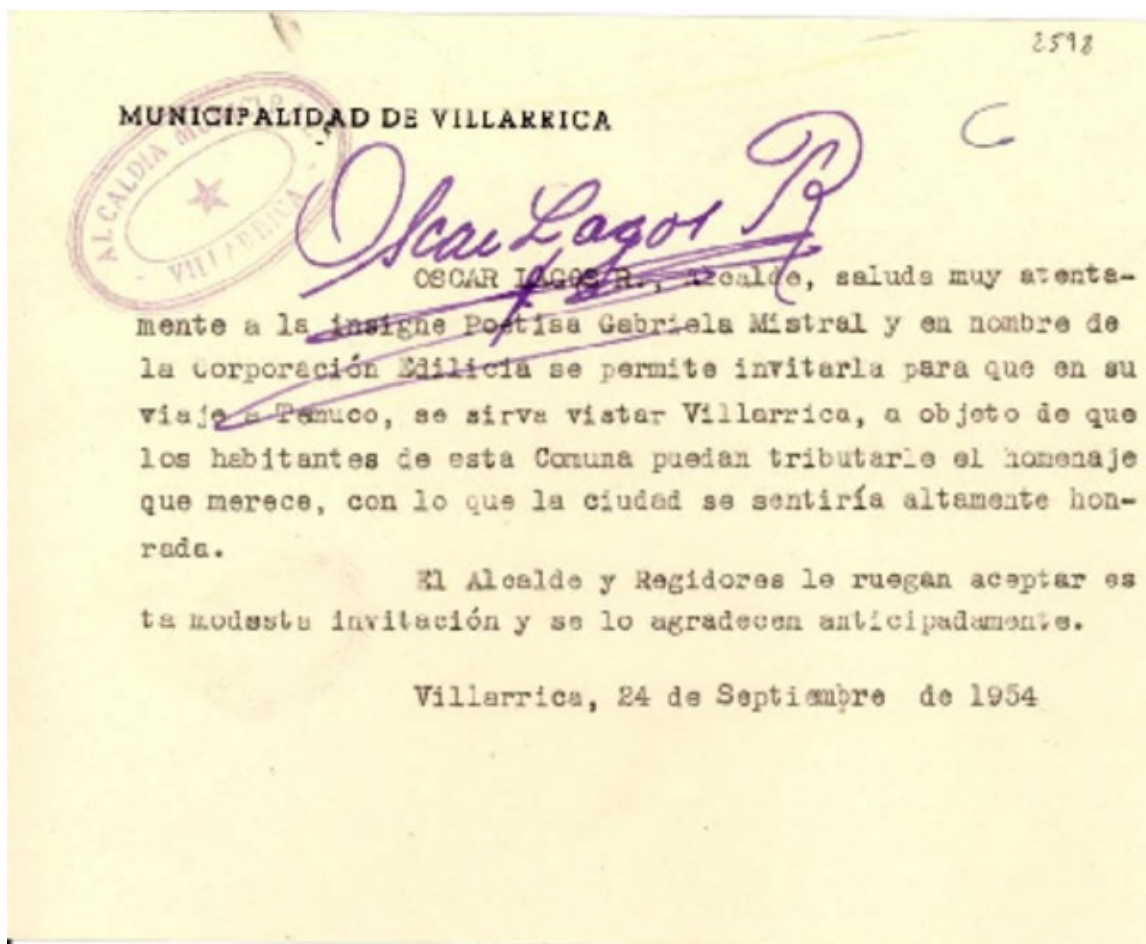 2598
MUNICIPALIDAD DE VILLARRICA
ALCALDÍA MUNICIPAL
- VILLARRICA -
C
Oscar Lagos R
OSCAR LAGOS R., Alcalde, saluda muy atenta-
mente a la insigne Poetisa Gabriela Mistral y en nombre de
la Corporación Edilicia se permite invitarla para que en su
viaje a Temuco, se sirva vistar Villarrica, a objeto de que
los habitantes de esta Comuna puedan tributarle el homenaje
que merece, con lo que la ciudad se sentiría altamente hon-
rada.
El Alcalde y Regidores le ruegan aceptar es
ta modesta invitación y se lo agradecen anticipadamente.
Villarrica, 24 de Septiembre de 1954